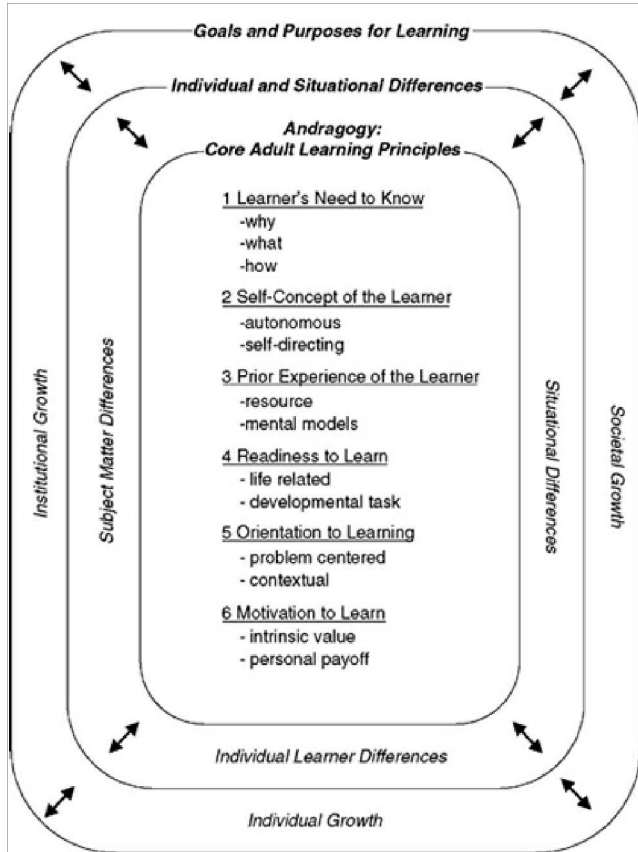 Goals and Purposes for Learning
Individual and Situational Differences
Andragogy:
Core Adult Learning Principles
1 Learner's Need to Know
-why
-what
-how
2 Self-Concept of the Learner
-autonomous
-self-directing
3 Prior Experience of the Learner
-resource
-mental models
4 Readiness to Learn
- life related
- developmental task
5 Orientation to Learning
- problem centered
- contextual
6 Motivation to Learn
- intrinsic value
- personal payoff
Institutional Growth
Subject Matter Differences
Situational Differences
Societal Growth
Individual Learner Differences
Individual Growth